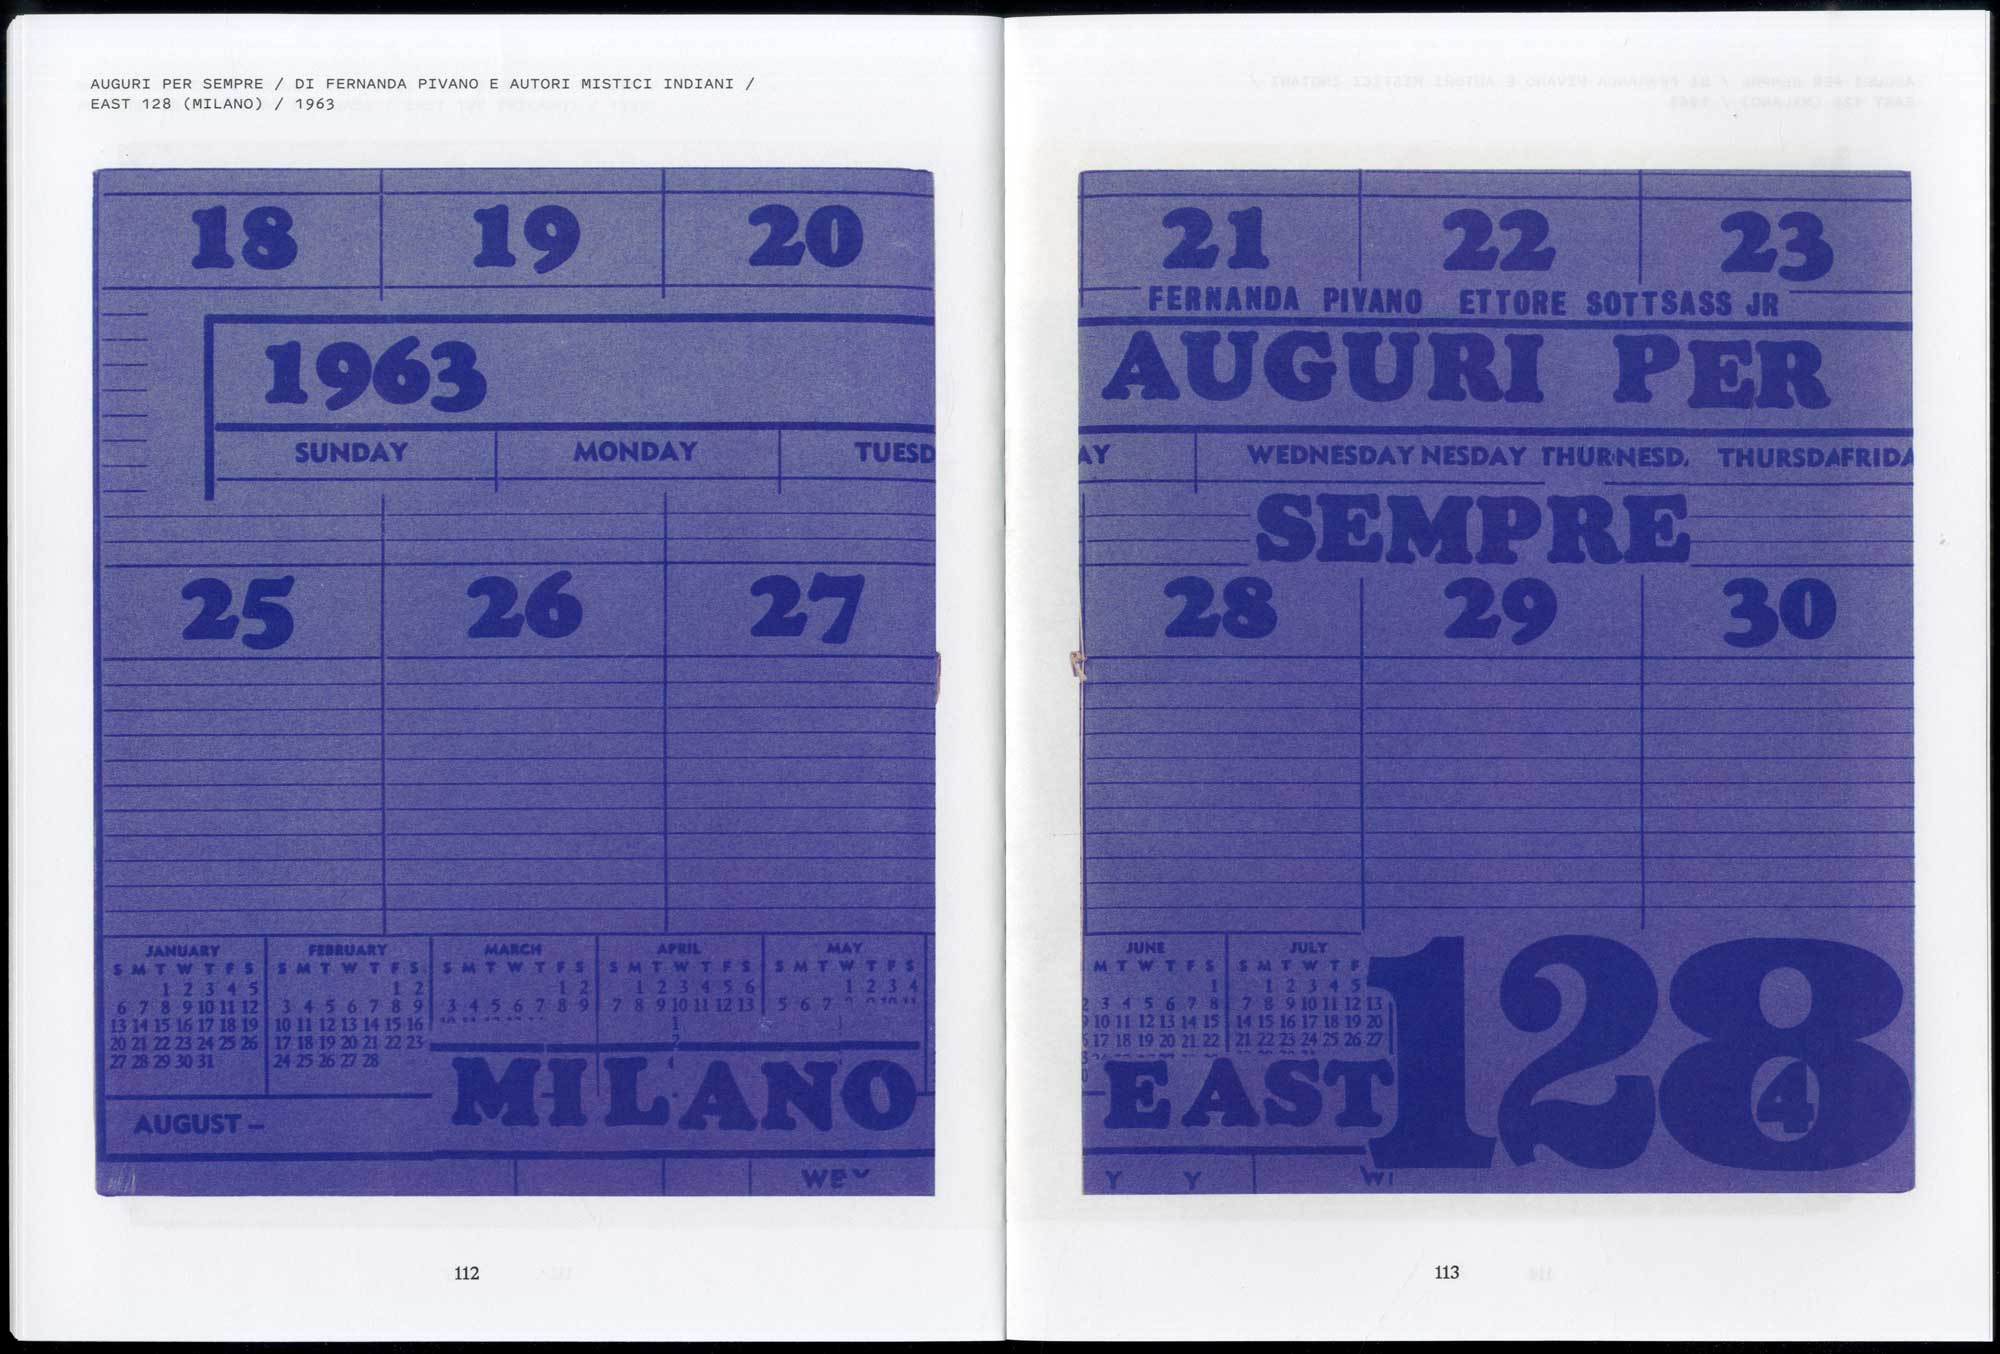 AUGURI PER SEMPRE / DI FERNANDA PIVANO E AUTORI MISTICI INDIANI /
EAST 128 (MILANO) / 1963
18 19 20
1963
SUNDAY MONDAY TUESD
25 26 27
JANUARY
S M T W T F S
1 2 3 4 5
6 7 8 9 10 11 12
13 14 15 16 17 18 19
20 21 22 23 24 25 26
27 28 29 30 31
FEBRUARY
S M T W T F S
1 2
3 4 5 6 7 8 9
10 11 12 13 14 15 16
17 18 19 20 21 22 23
24 25 26 27 28
MARCH
S M T W T F S
1 2
3 4 5 6 7 8 9
APRIL
S M T W T F S
1 2 3 4 5 6
7 8 9 10 11 12 13
MAY
S M T W T F S
1 2 3 4
5 6 7
MILANO
AUGUST –
112
21 22 23
FERNANDA PIVANO ETTORE SOTTSASS JR
AUGURI PER
AY WEDNESDAY NESDAY THUR NESD. THURSDAFRIDA
SEMPRE
28 29 30
JUNE
M T W T F S
1
2 3 4 5 6 7 8
10 11 12 13 14 15
17 18 19 20 21 22
JULY
S M T W T F
1 2 3 4 5
7 8 9 10 11 12 13
14 15 16 17 18 19 20
21 22 23 24 25 26 27
EAST 128
4
Y Y
113